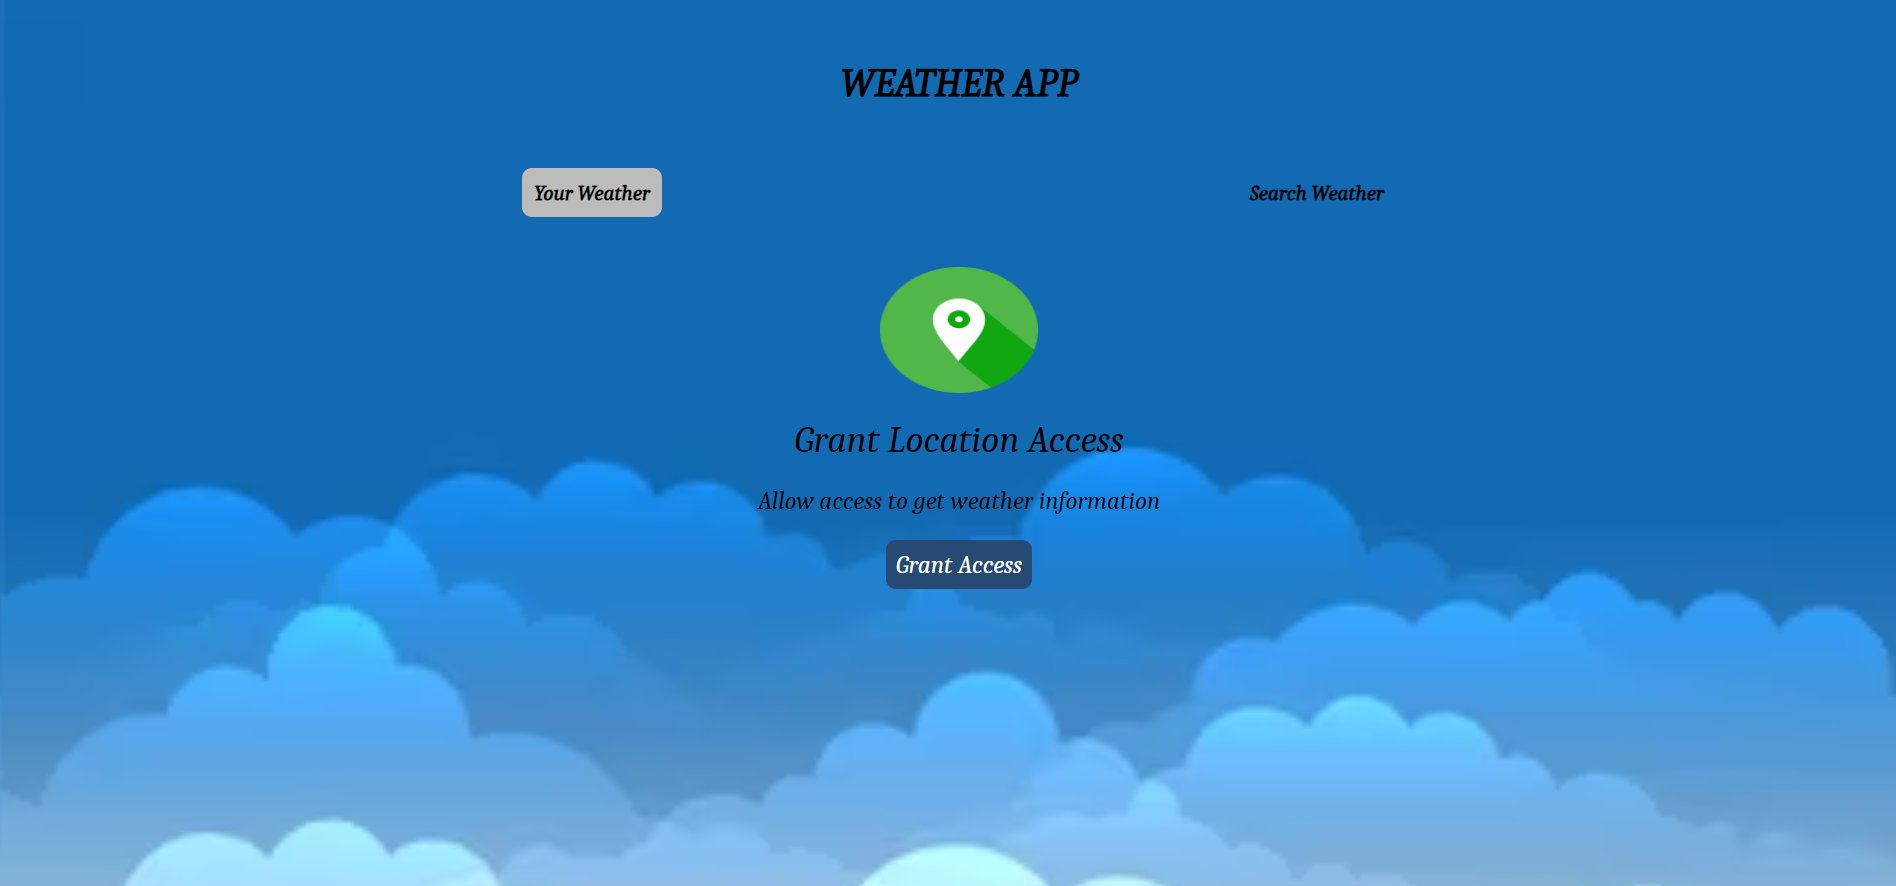 WEATHER APP
Your Weather
Search Weather
Grant Location Access
Allow access to get weather information
Grant Access